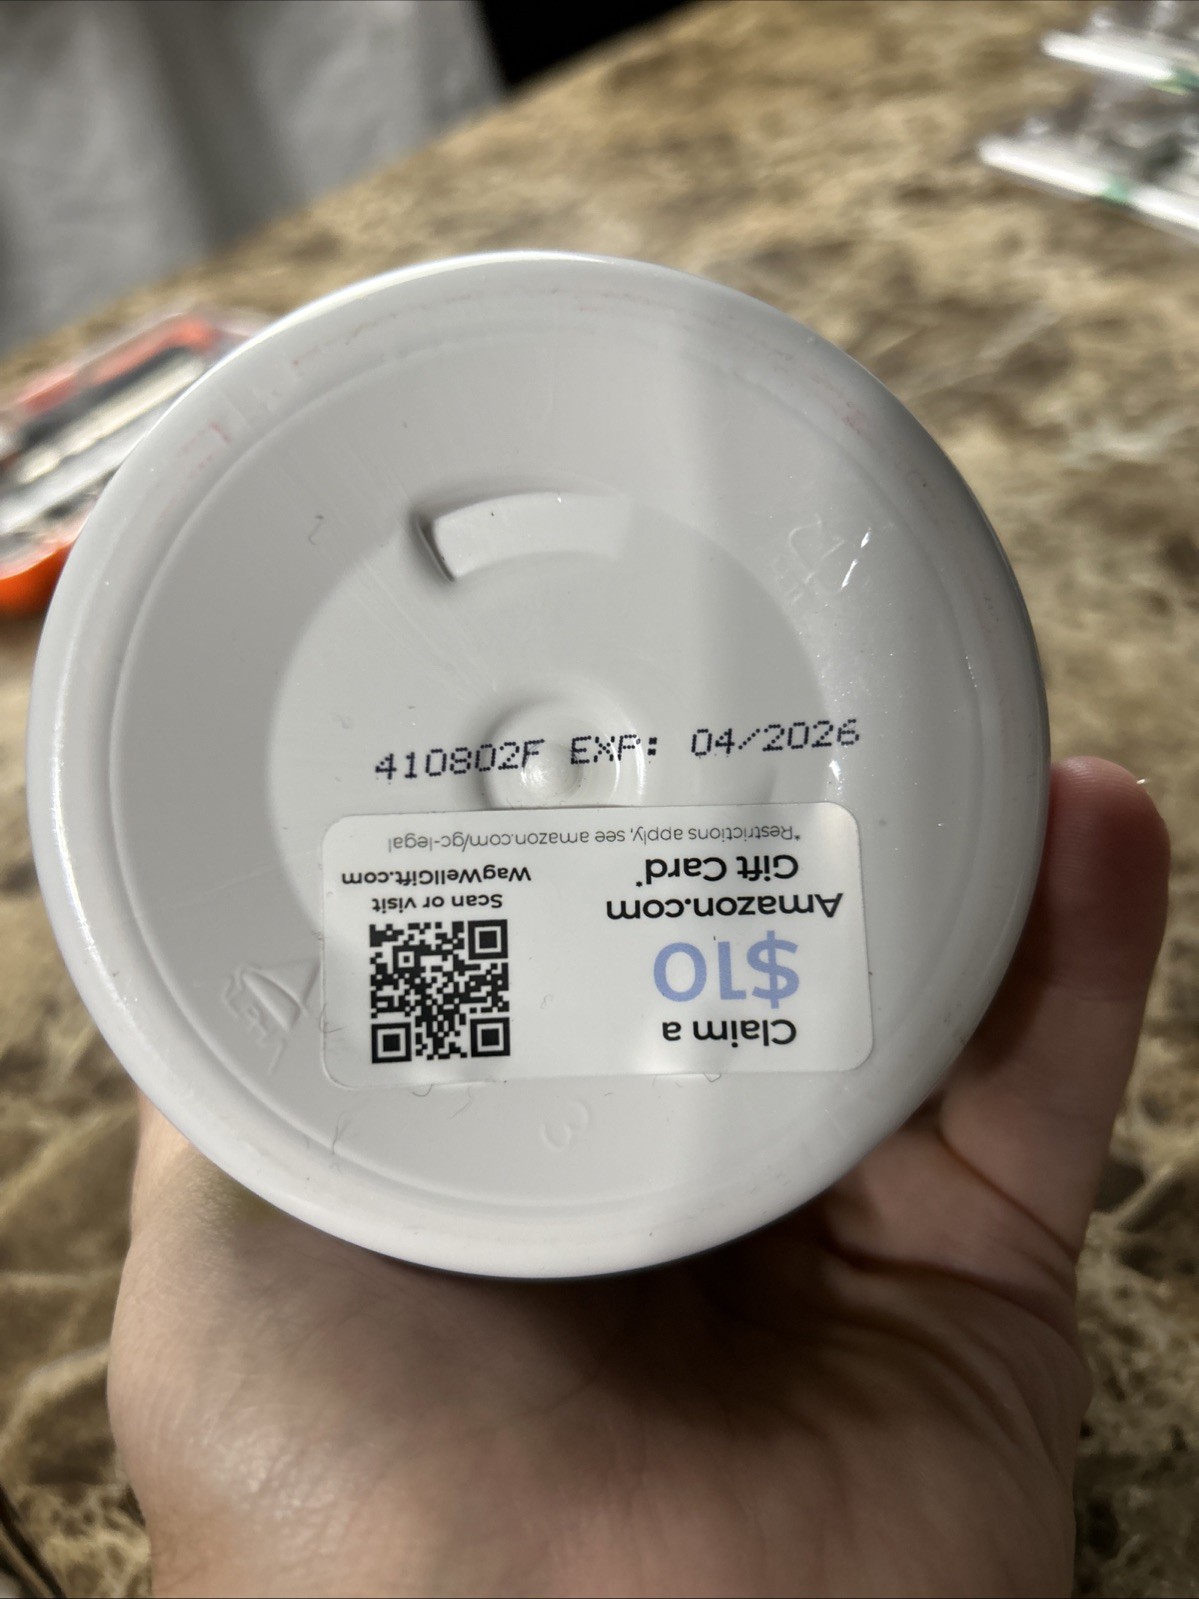 410802F EXP: 04/2026
Claim a
$10
Amazon.com
Gift Card*
*Restrictions apply, see amazon.com/gc-legal
Scan or visit
WagWellGift.com
3